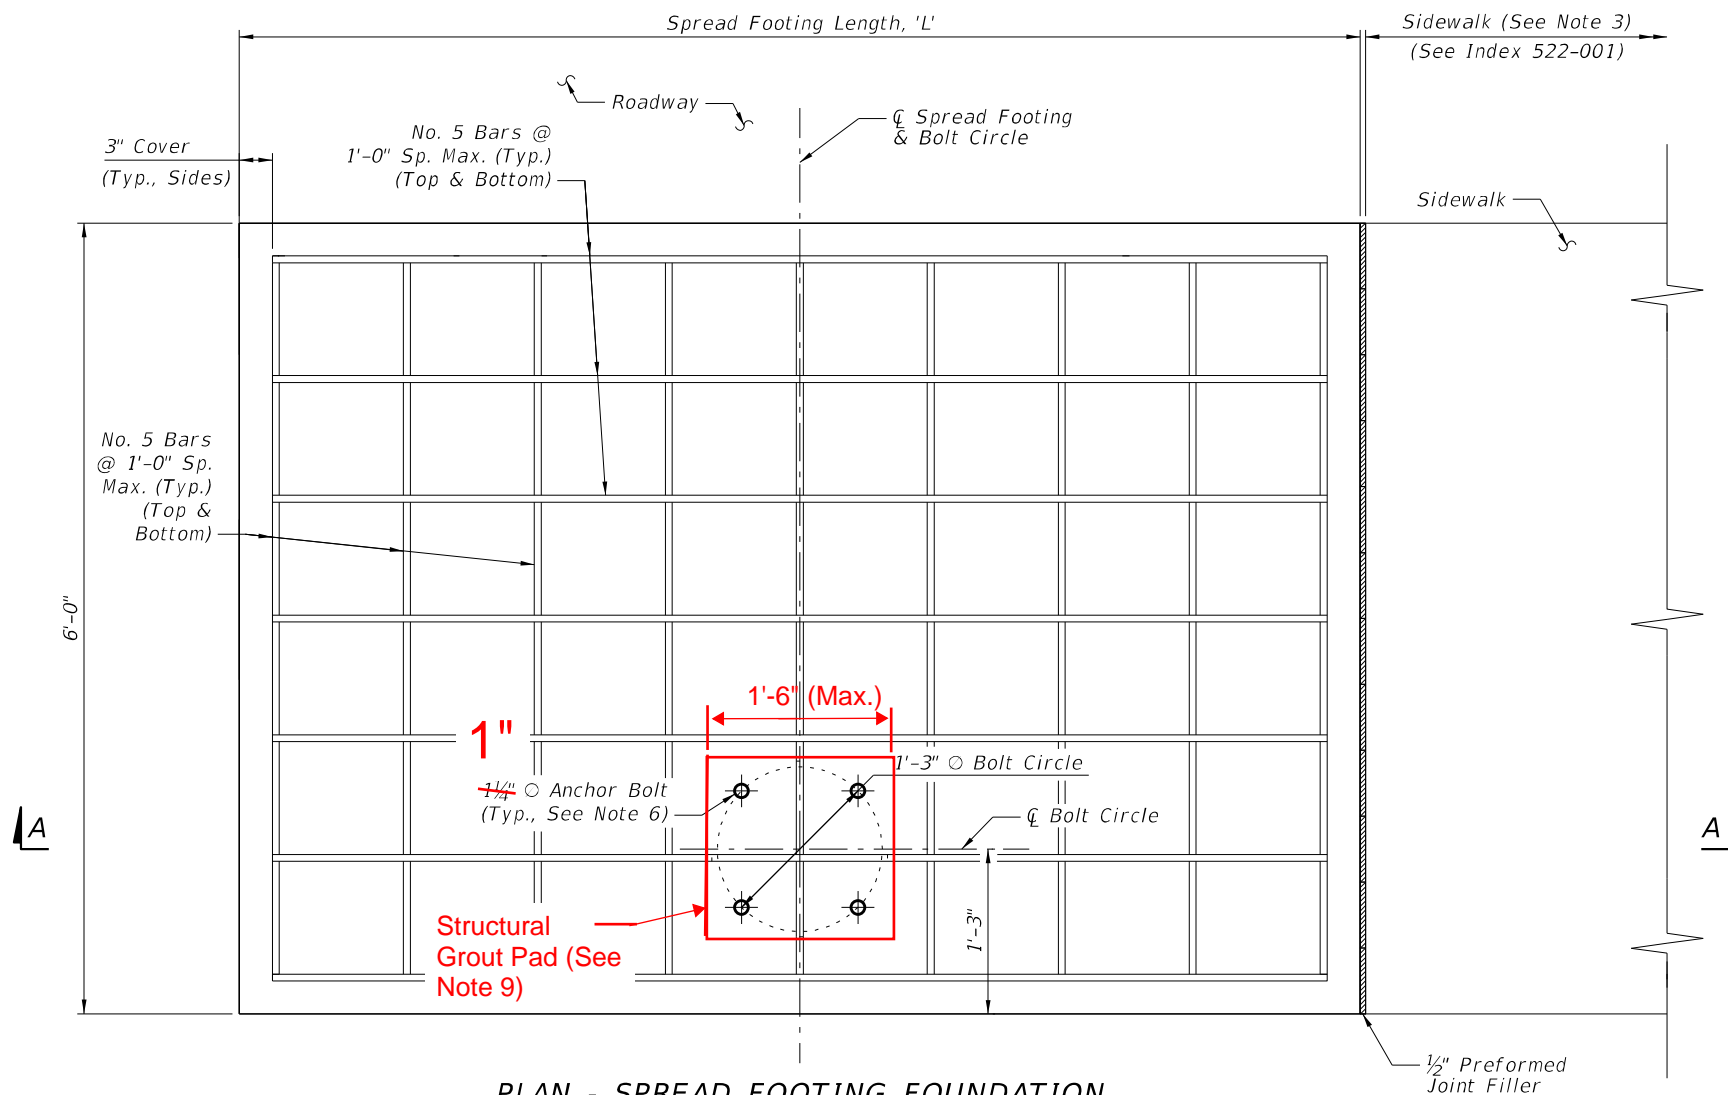 Spread Footing Length, 'L'
Sidewalk (See Note 3)
(See Index 522-001)
Roadway
℄ Spread Footing
& Bolt Circle
No. 5 Bars @
1'-0" Sp. Max. (Typ.)
(Top & Bottom)
3" Cover
(Typ., Sides)
Sidewalk
No. 5 Bars
@ 1'-0" Sp.
Max. (Typ.)
(Top &
Bottom)
6'-0"
1'-6" (Max.)
1"
1¼" ∅ Anchor Bolt
(Typ., See Note 6)
1'-3" ∅ Bolt Circle
℄ Bolt Circle
A
A
1'-3"
Structural
Grout Pad (See
Note 9)
½" Preformed
Joint Filler
PLAN - SPREAD FOOTING FOUNDATION